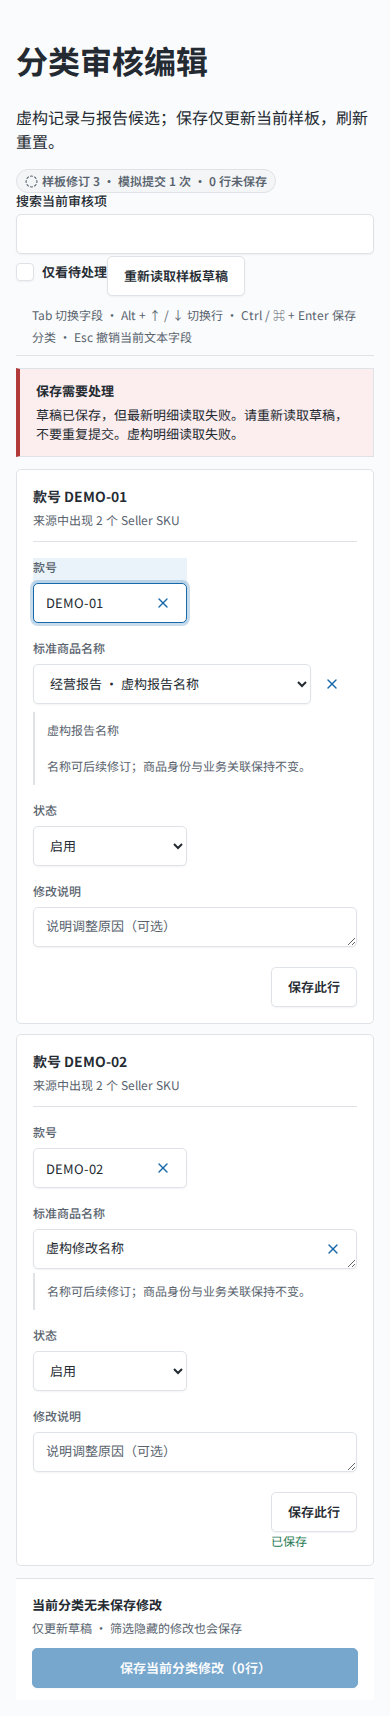 分类审核编辑
虚构记录与报告候选；保存仅更新当前样板，刷新
重置。
样板修订 3 • 模拟提交 1 次 • 0 行未保存
搜索当前审核项
仅看待处理
重新读取样板草稿
Tab 切换字段 • Alt + ↑ / ↓ 切换行 • Ctrl / ⌘ + Enter 保存
分类 • Esc 撤销当前文本字段
保存需要处理
草稿已保存，但最新明细读取失败。请重新读取草稿，
不要重复提交。虚构明细读取失败。
款号 DEMO-01
来源中出现 2 个 Seller SKU
款号
DEMO-01
标准商品名称
经营报告 • 虚构报告名称
虚构报告名称
名称可后续修订；商品身份与业务关联保持不变。
状态
启用
修改说明
说明调整原因（可选）
保存此行
款号 DEMO-02
来源中出现 2 个 Seller SKU
款号
DEMO-02
标准商品名称
虚构修改名称
名称可后续修订；商品身份与业务关联保持不变。
状态
启用
修改说明
说明调整原因（可选）
保存此行
已保存
当前分类无未保存修改
仅更新草稿 • 筛选隐藏的修改也会保存
保存当前分类修改（0行）